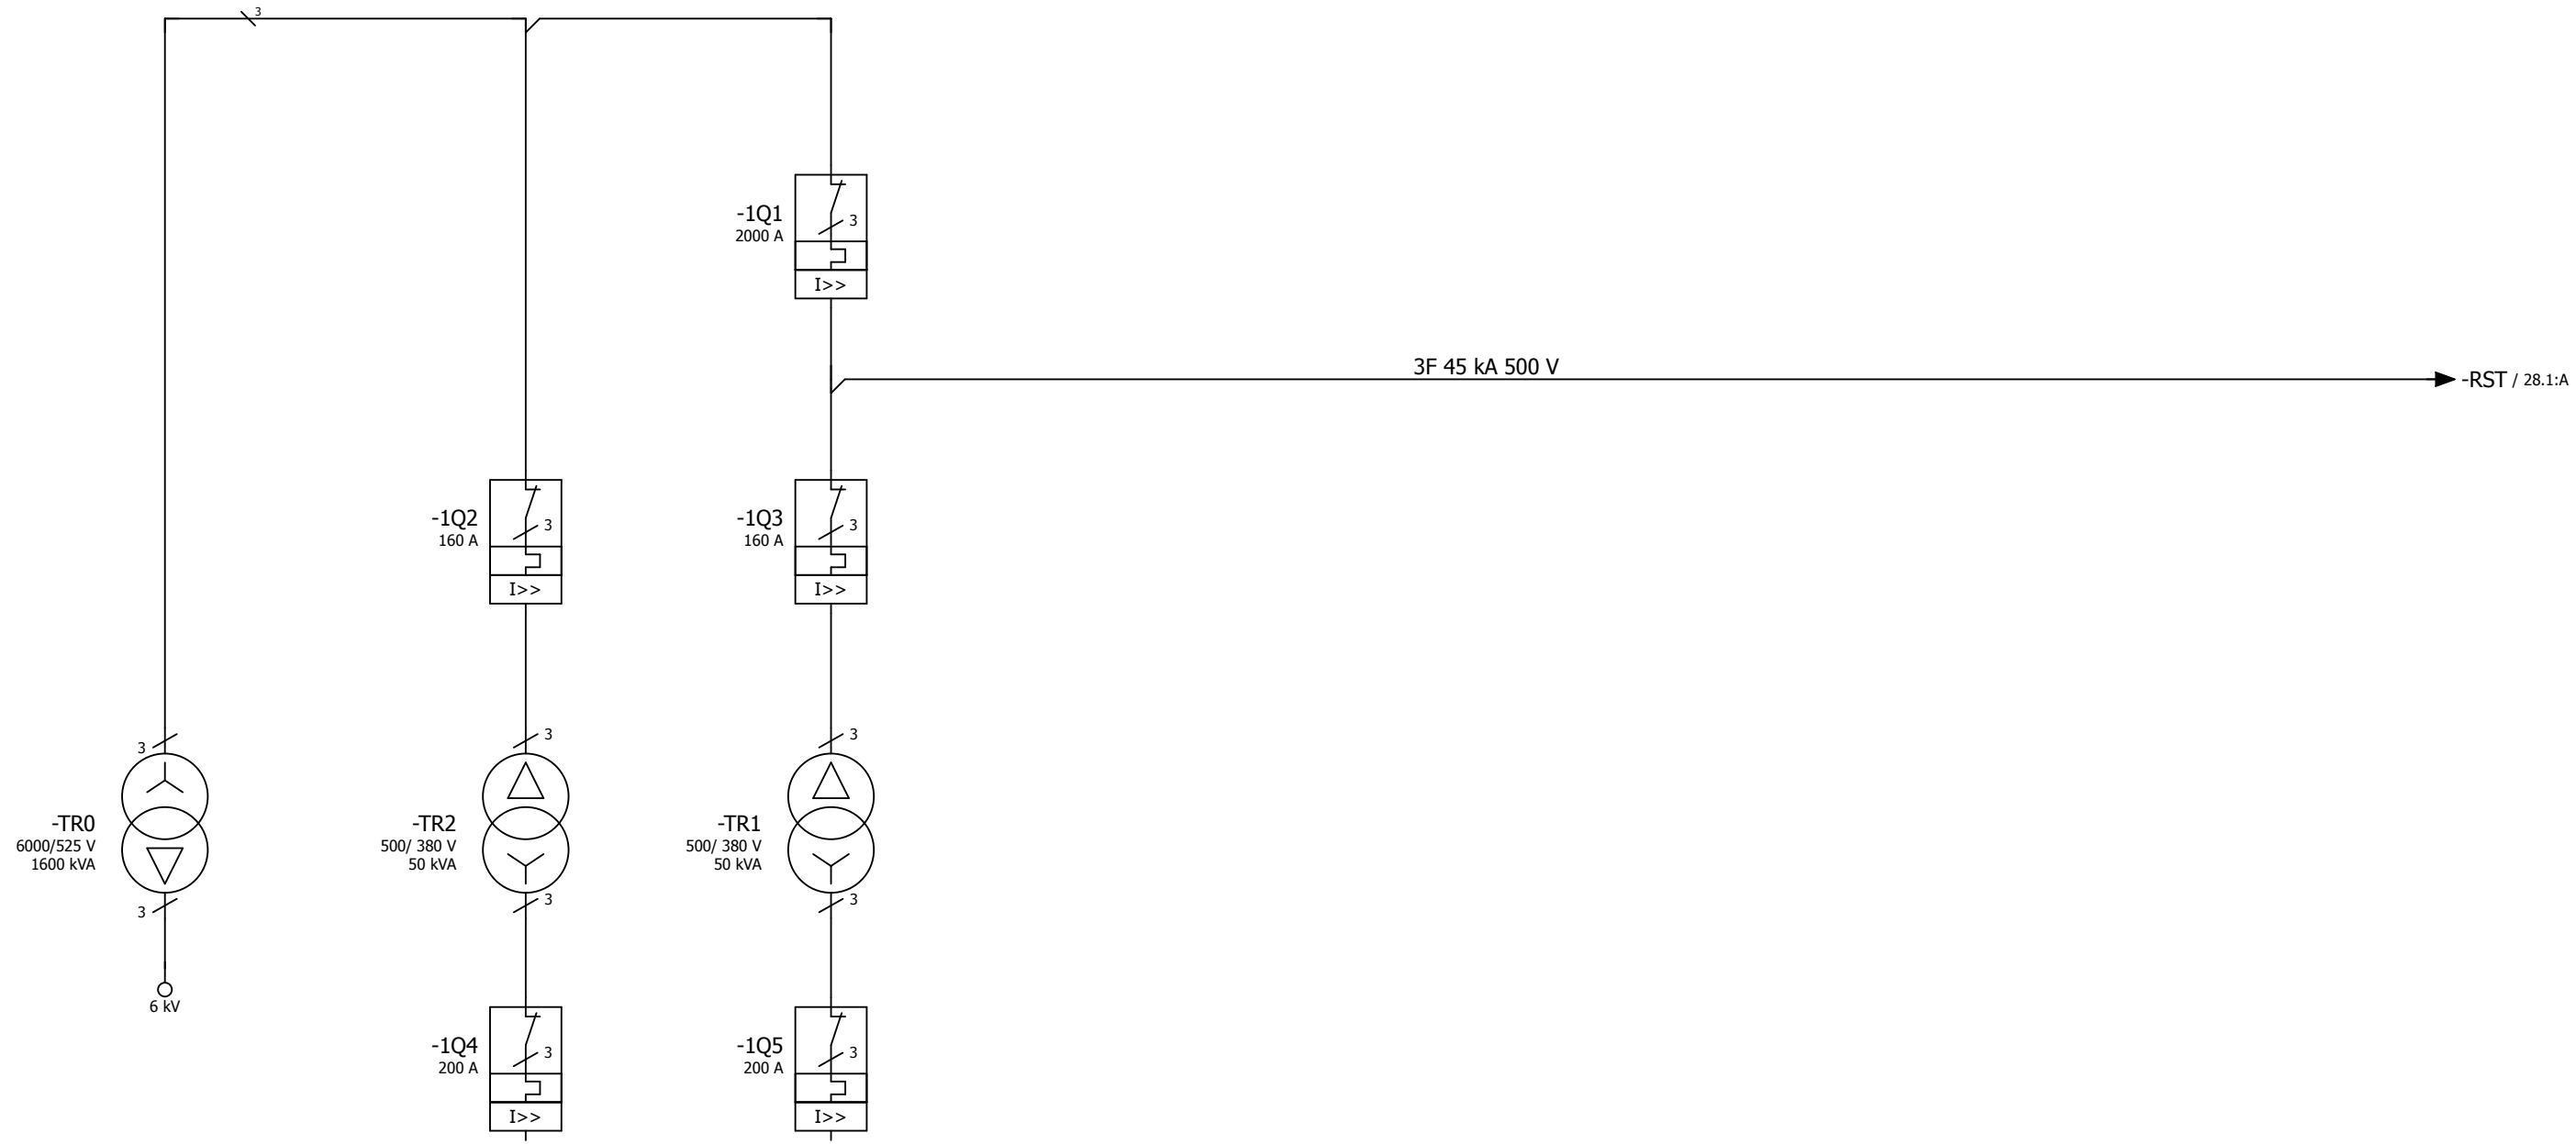 3
-1Q1
2000 A
3
I>>
3F 45 kA 500 V
-RST / 28.1:A
-1Q2
160 A
3
I>>
-1Q3
160 A
3
I>>
3
3
3
-TR0
6000/525 V
1600 kVA
-TR2
500/ 380 V
50 kVA
-TR1
500/ 380 V
50 kVA
3
3
3
6 kV
-1Q4
200 A
3
I>>
-1Q5
200 A
3
I>>